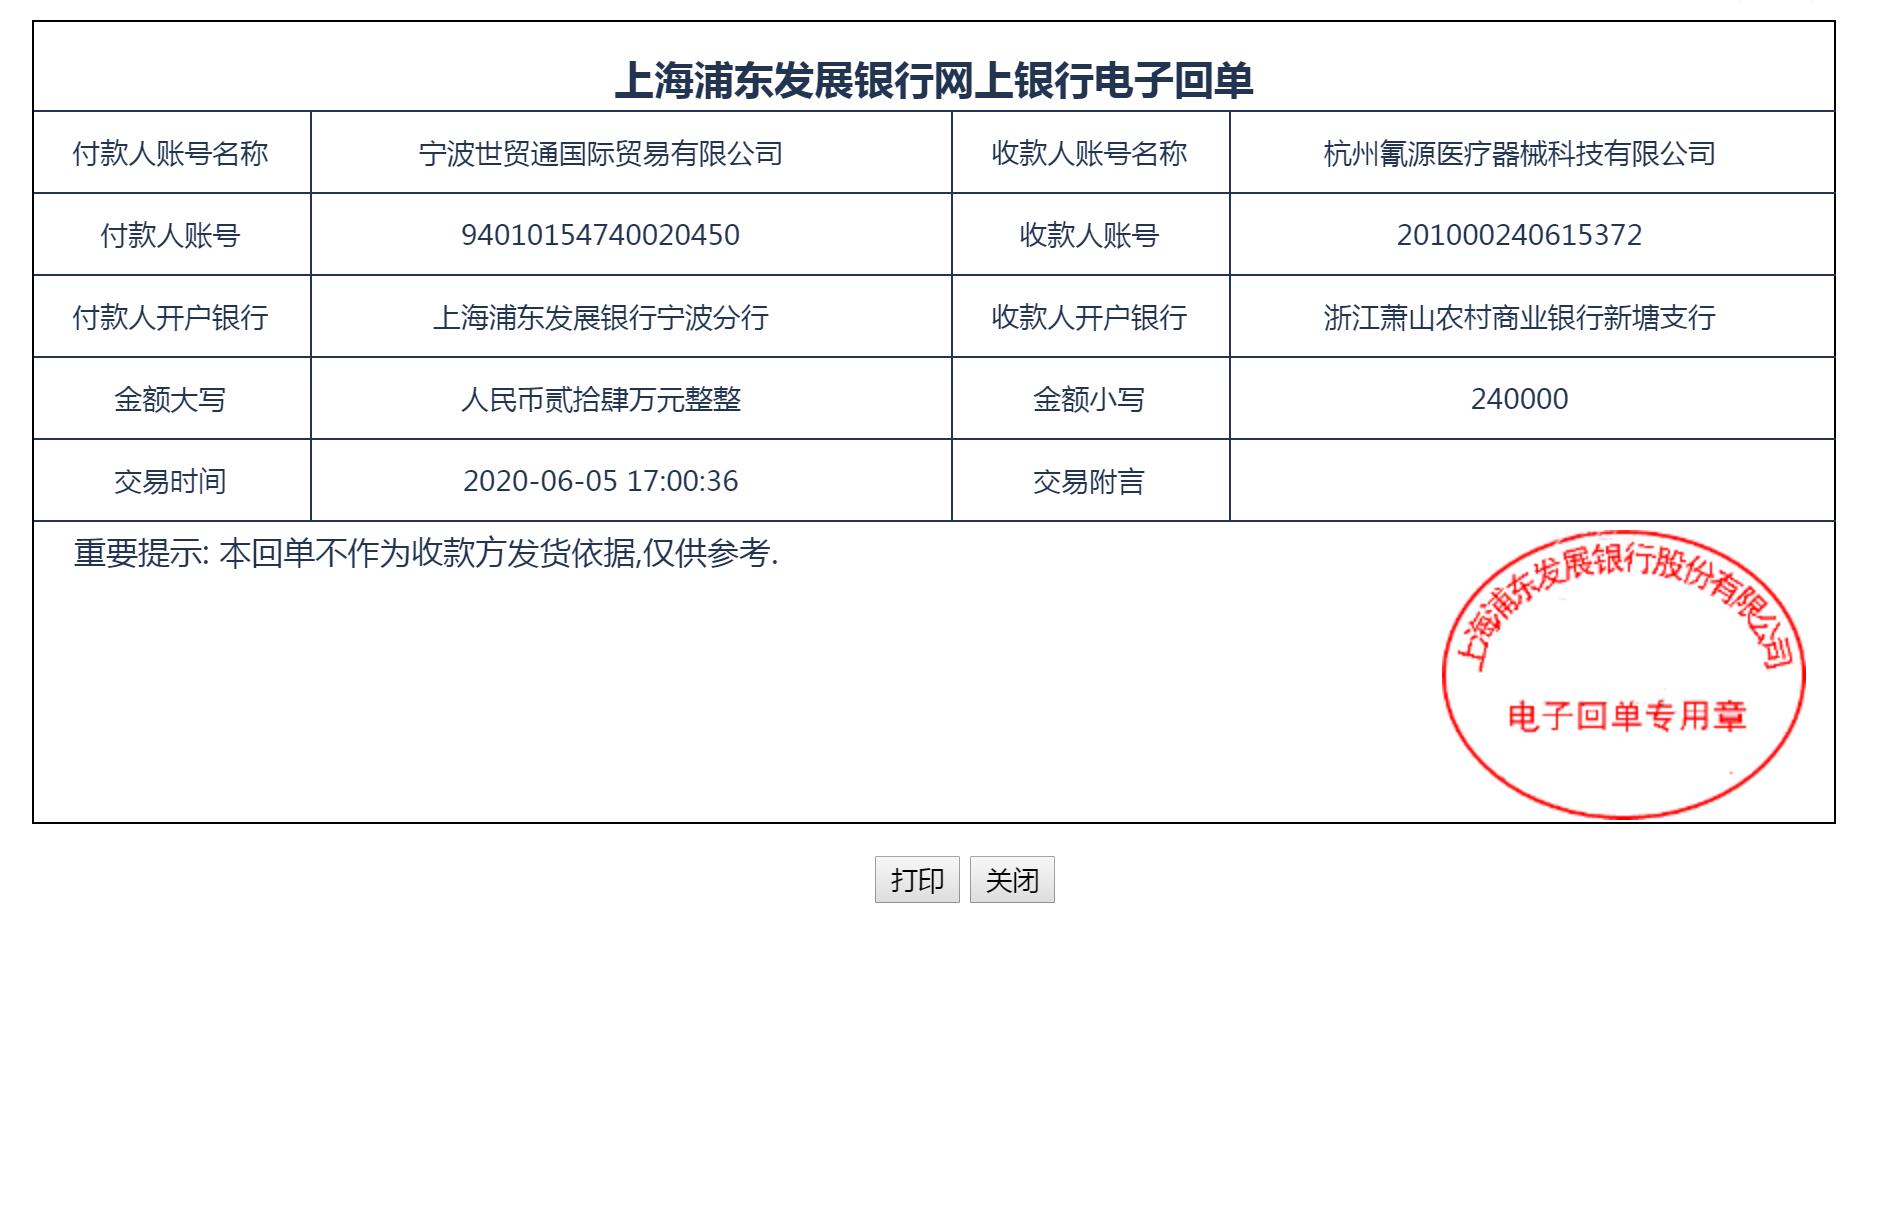 上海浦东发展银行网上银行电子回单
付款人账号名称 宁波世贸通国际贸易有限公司 收款人账号名称 杭州氰源医疗器械科技有限公司
付款人账号 94010154740020450 收款人账号 201000240615372
付款人开户银行 上海浦东发展银行宁波分行 收款人开户银行 浙江萧山农村商业银行新塘支行
金额大写 人民币贰拾肆万元整整 金额小写 240000
交易时间 2020-06-05 17:00:36 交易附言
重要提示: 本回单不作为收款方发货依据,仅供参考.
上海浦东发展银行股份有限公司
电子回单专用章
打印 关闭